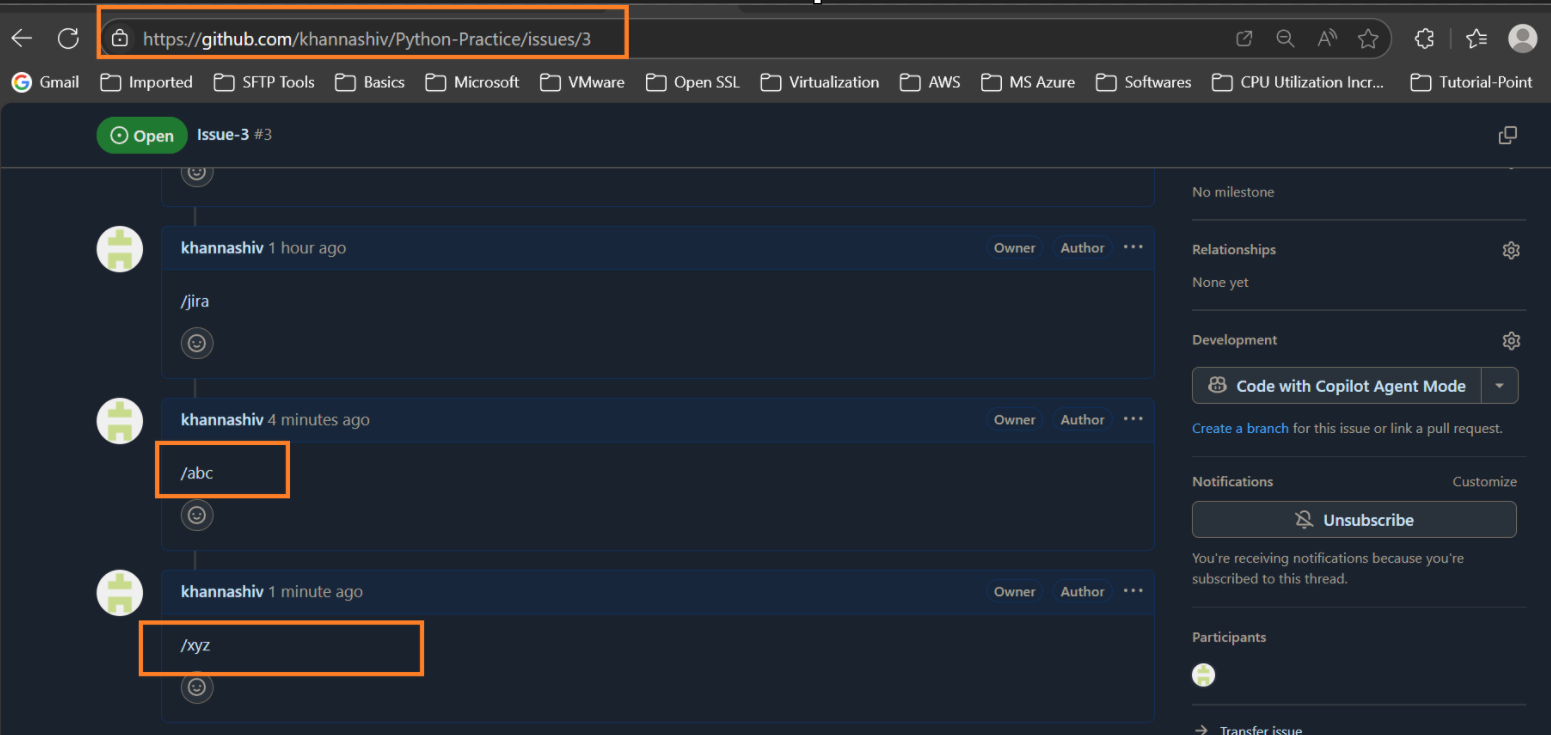 https://github.com/khannashiv/Python-Practice/issues/3
Gmail Imported SFTP Tools Basics Microsoft VMware Open SSL Virtualization AWS MS Azure Softwares CPU Utilization Incr... Tutorial-Point
Open Issue-3 #3
No milestone
khannashiv 1 hour ago Owner Author
/jira
Relationships
None yet
Development
Code with Copilot Agent Mode
Create a branch for this issue or link a pull request.
khannashiv 4 minutes ago Owner Author
/abc
Notifications Customize
Unsubscribe
You're receiving notifications because you're
subscribed to this thread.
khannashiv 1 minute ago Owner Author
/xyz
Participants
Transfer issue